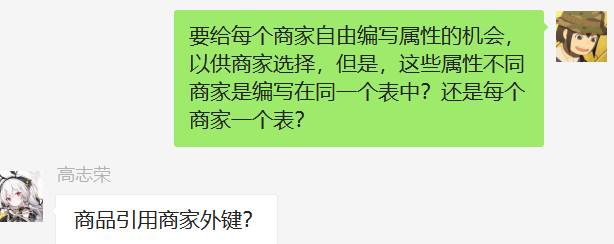 要给每个商家自由编写属性的机会，
以供商家选择，但是，这些属性不同
商家是编写在同一个表中？还是每个
商家一个表？
高志荣
商品引用商家外键？